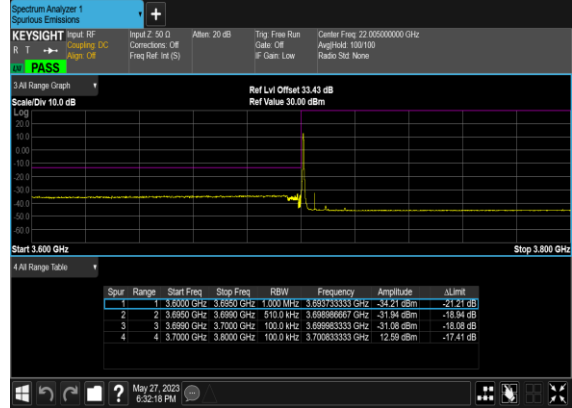 Spectrum Analyzer 1
Spurious Emissions
+
KEYSIGHT Input: RF Input Z: 50 Ω Atten: 20 dB Trig: Free Run Center Freq: 22.005000000 GHz
R T Coupling: DC Corrections: Off Gate: Off Avg|Hold: 100/100
Align: Off Freq Ref: Int (S) IF Gain: Low Radio Std: None
LW PASS
3 All Range Graph
Ref Lvl Offset 33.43 dB
Scale/Div 10.0 dB Ref Value 30.00 dBm
Log
20.0
10.0
0.00
-10.0
-20.0
-30.0
-40.0
-50.0
-60.0
Start 3.600 GHz Stop 3.800 GHz
4 All Range Table
Spur Range Start Freq Stop Freq RBW Frequency Amplitude ΔLimit
1 1 3.6000 GHz 3.6950 GHz 1.000 MHz 3.693733333 GHz -34.21 dBm -21.21 dB
2 2 3.6950 GHz 3.6990 GHz 510.0 kHz 3.698986667 GHz -31.94 dBm -18.94 dB
3 3 3.6990 GHz 3.7000 GHz 100.0 kHz 3.699983333 GHz -31.08 dBm -18.08 dB
4 4 3.7000 GHz 3.8000 GHz 100.0 kHz 3.700833333 GHz 12.59 dBm -17.41 dB
? May 27, 2023
6:32:18 PM